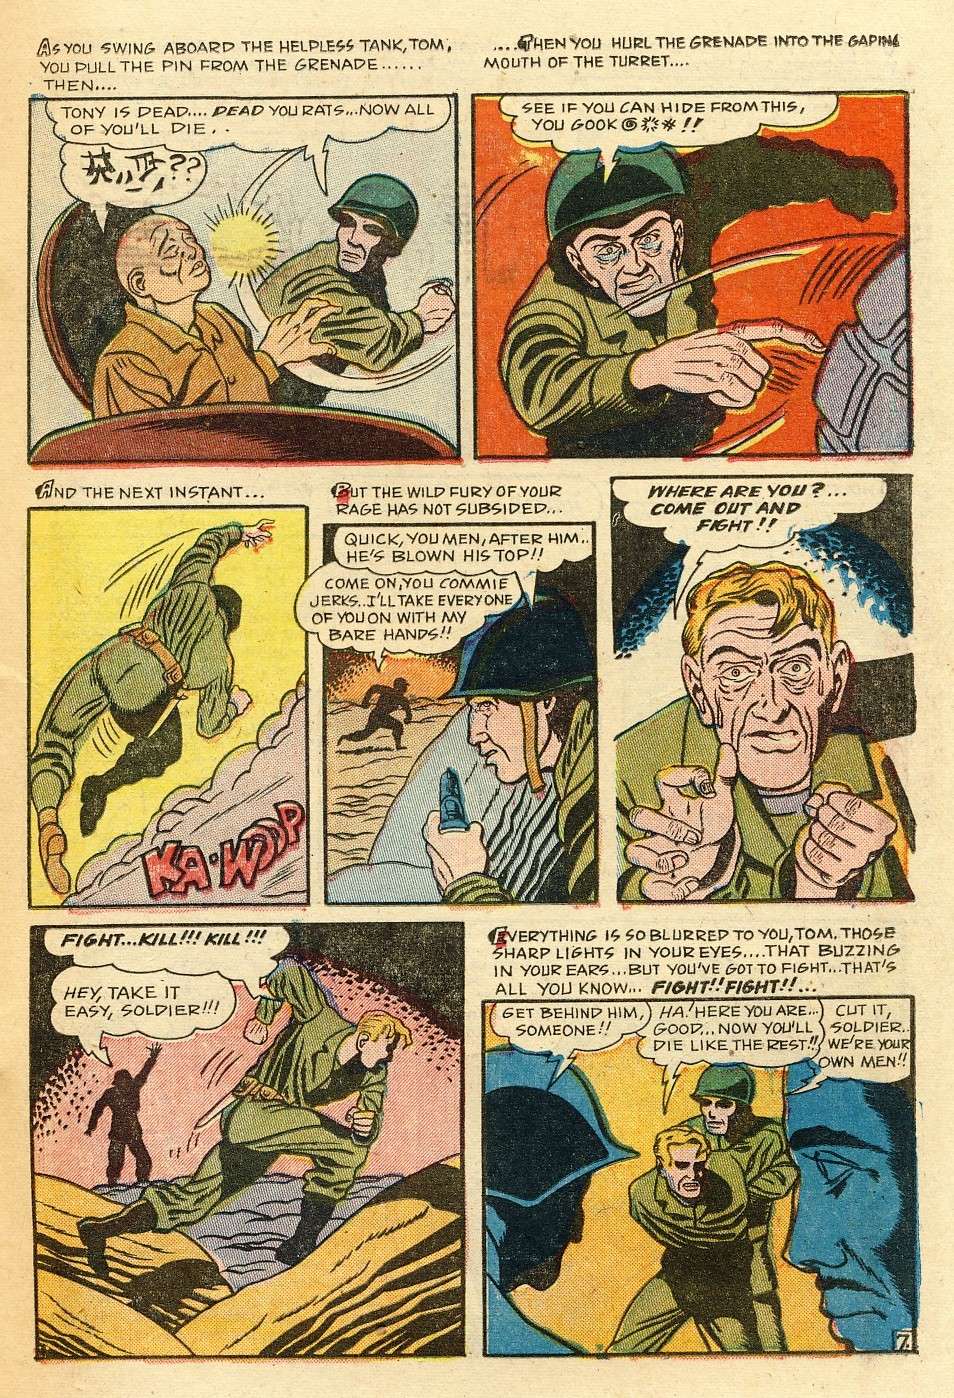 AS YOU SWING ABOARD THE HELPLESS TANK, TOM,
YOU PULL THE PIN FROM THE GRENADE......
THEN....
TONY IS DEAD.... DEAD YOU RATS...NOW ALL
OF YOU'LL DIE..
??
....THEN YOU HURL THE GRENADE INTO THE GAPING
MOUTH OF THE TURRET....
SEE IF YOU CAN HIDE FROM THIS,
YOU GOOK @*#!!
AND THE NEXT INSTANT...
KA-WOOP
BUT THE WILD FURY OF YOUR
RAGE HAS NOT SUBSIDED...
QUICK, YOU MEN, AFTER HIM..
HE'S BLOWN HIS TOP!!
COME ON, YOU COMMIE
JERKS..I'LL TAKE EVERY ONE
OF YOU ON WITH MY
BARE HANDS!!
WHERE ARE YOU?...
COME OUT AND
FIGHT!!
FIGHT...KILL!!! KILL!!!
HEY, TAKE IT
EASY, SOLDIER!!!
EVERYTHING IS SO BLURRED TO YOU, TOM. THOSE
SHARP LIGHTS IN YOUR EYES....THAT BUZZING
IN YOUR EARS...BUT YOU'VE GOT TO FIGHT...THAT'S
ALL YOU KNOW... FIGHT!! FIGHT!!...
GET BEHIND HIM,
SOMEONE!!
HA! HERE YOU ARE...
GOOD...NOW YOU'LL
DIE LIKE THE REST!!
CUT IT,
SOLDIER..
WE'RE YOUR
OWN MEN!!
7.